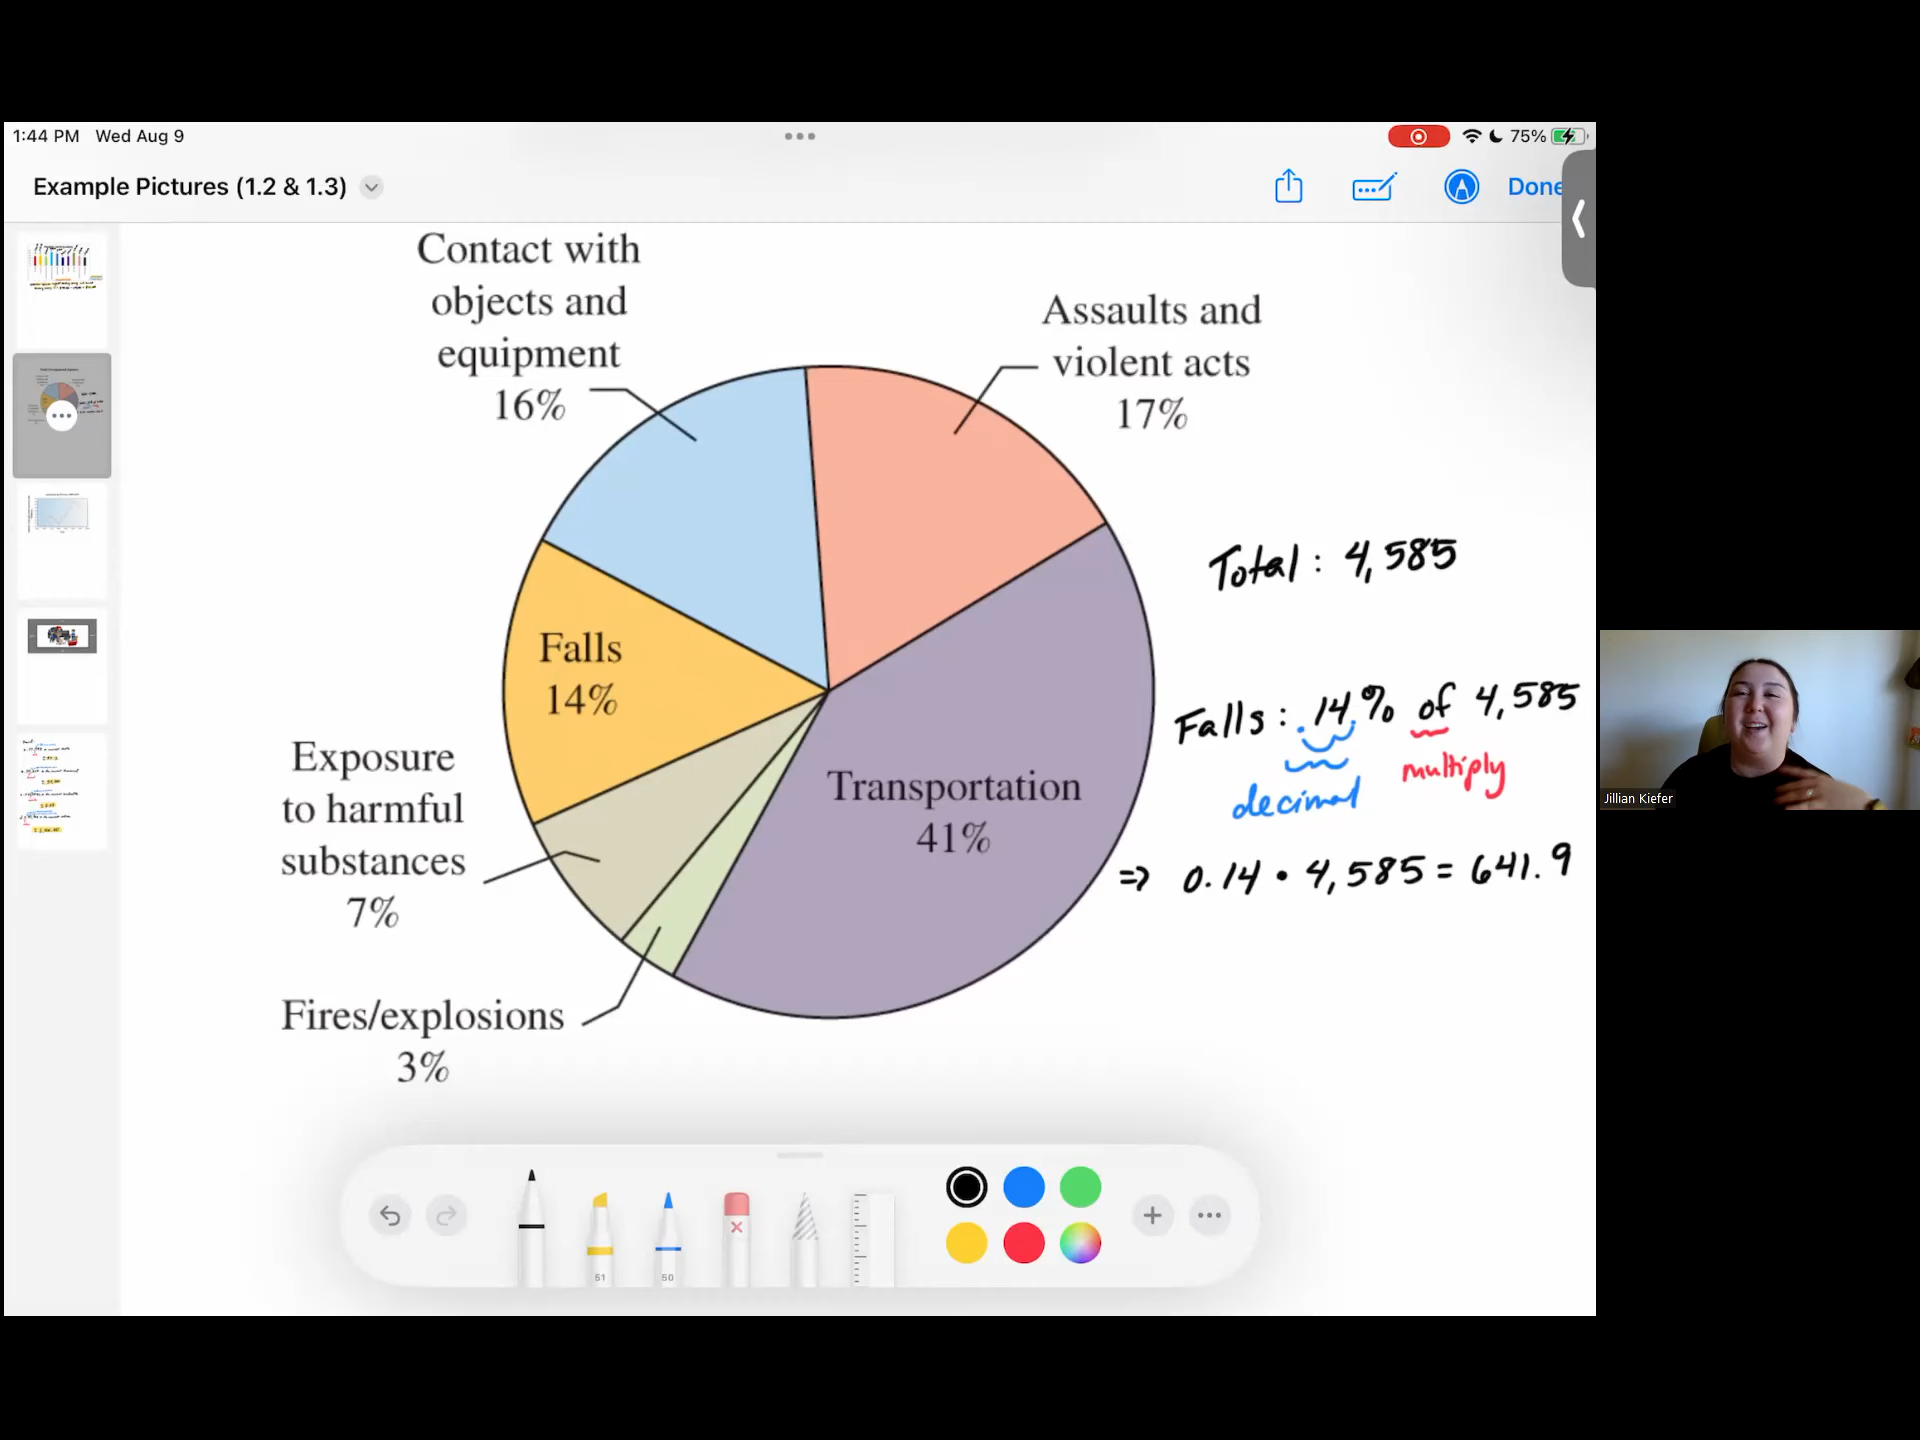 1:44 PM Wed Aug 9
75%
Example Pictures (1.2 & 1.3)
Done
Contact with
objects and
equipment
16%
Assaults and
violent acts
17%
Total: 4,585
Falls
14%
Falls: .14.% of 4,585
decimal
multiply
Exposure
to harmful
substances
7%
Transportation
41%
⇒ 0.14 • 4,585 = 641.9
Fires/explosions
3%
51
50
Jillian Kiefer